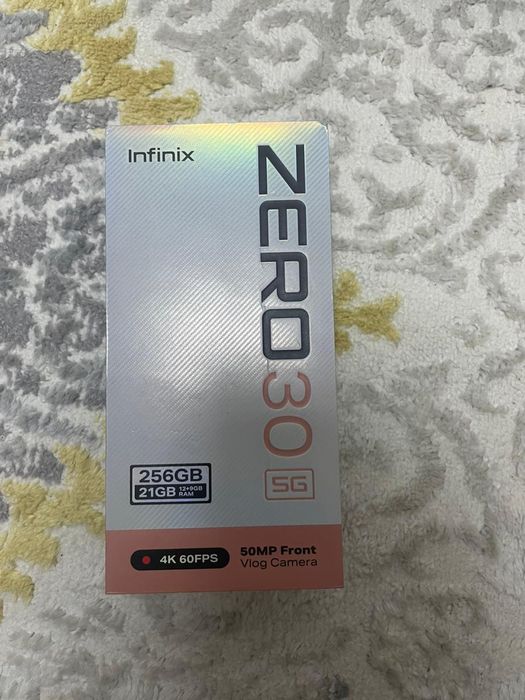 Infinix
ZERO 30 5G
256GB
21GB 12+9GB RAM
4K 60FPS
50MP Front
Vlog Camera